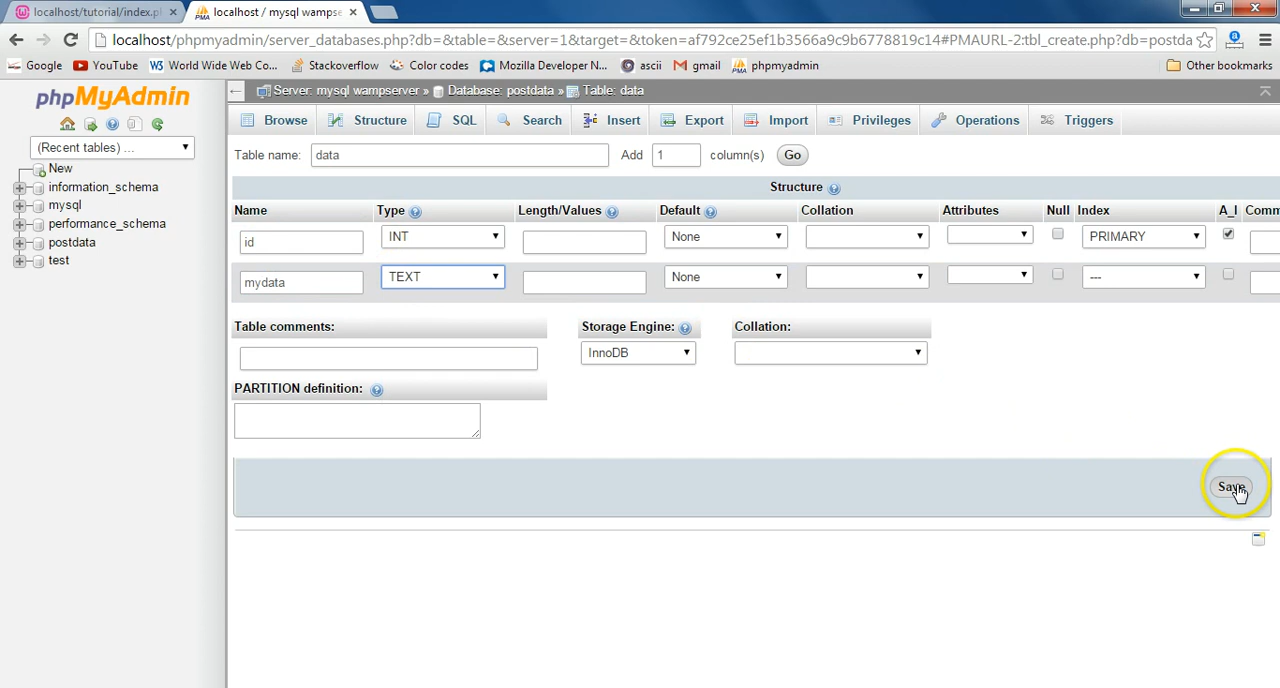 localhost/tutorial/index.p
localhost / mysql wampse
localhost/phpmyadmin/server_databases.php?db=&table=&server=1&target=&token=af792ce25ef1b3566a9c9b6778819c14#PMAURL-2:tbl_create.php?db=postda
Google YouTube World Wide Web Co... Stackoverflow Color codes Mozilla Developer N... ascii gmail phpmyadmin Other bookmarks
phpMyAdmin
(Recent tables) ...
New
information_schema
mysql
performance_schema
postdata
test
Server: mysql wampserver » Database: postdata » Table: data
Browse Structure SQL Search Insert Export Import Privileges Operations Triggers
Table name: data Add 1 column(s) Go
Structure
Name Type Length/Values Default Collation Attributes Null Index A_I Comm
id INT None PRIMARY
mydata TEXT None ---
Table comments: Storage Engine: Collation:
InnoDB
PARTITION definition:
Save